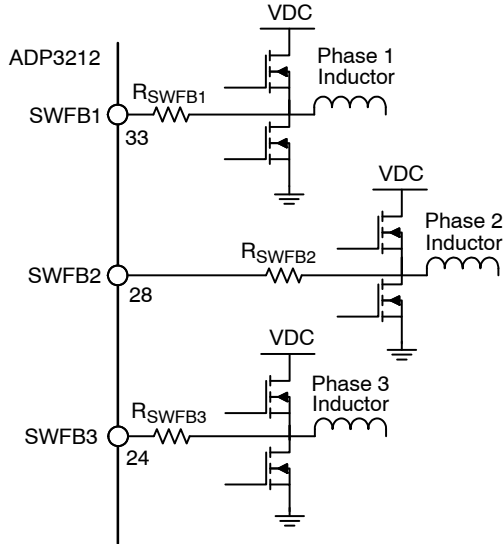 VDC
ADP3212
Phase 1
Inductor
RSWFB1
SWFB1
33
VDC
Phase 2
Inductor
RSWFB2
SWFB2
28
VDC
Phase 3
Inductor
RSWFB3
SWFB3
24